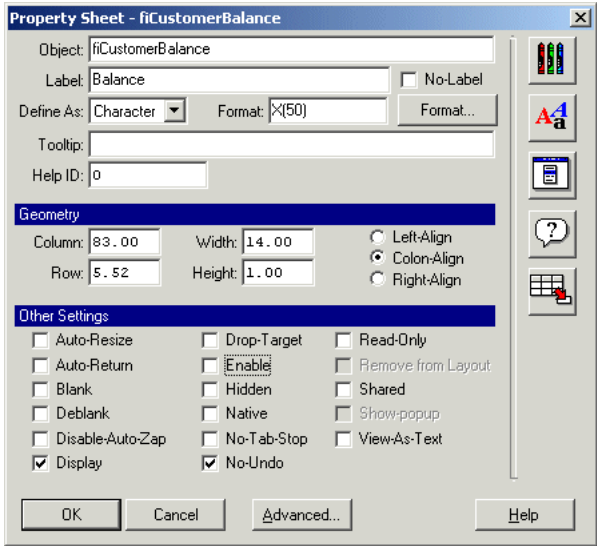 Property Sheet - fiCustomerBalance
Object: fiCustomerBalance
Label: Balance No-Label
Define As: Character Format: X(50) Format...
Tooltip:
Help ID: 0
Geometry
Column: 83.00 Width: 14.00 Left-Align
Colon-Align
Row: 5.52 Height: 1.00 Right-Align
Other Settings
Auto-Resize Drop-Target Read-Only
Auto-Return Enable Remove from Layout
Blank Hidden Shared
Deblank Native Show-popup
Disable-Auto-Zap No-Tab-Stop View-As-Text
Display No-Undo
OK Cancel Advanced... Help